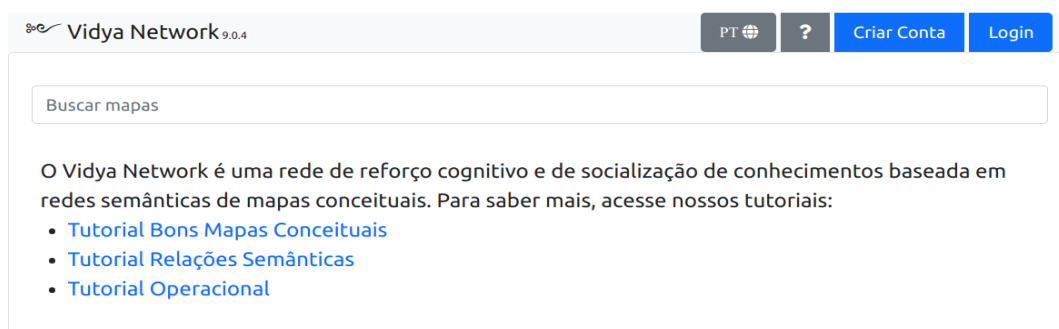 Vidya Network 9.0.4
PT
?
Criar Conta
Login
Buscar mapas
O Vidya Network é uma rede de reforço cognitivo e de socialização de conhecimentos baseada em
redes semânticas de mapas conceituais. Para saber mais, acesse nossos tutoriais:
• Tutorial Bons Mapas Conceituais
• Tutorial Relações Semânticas
• Tutorial Operacional